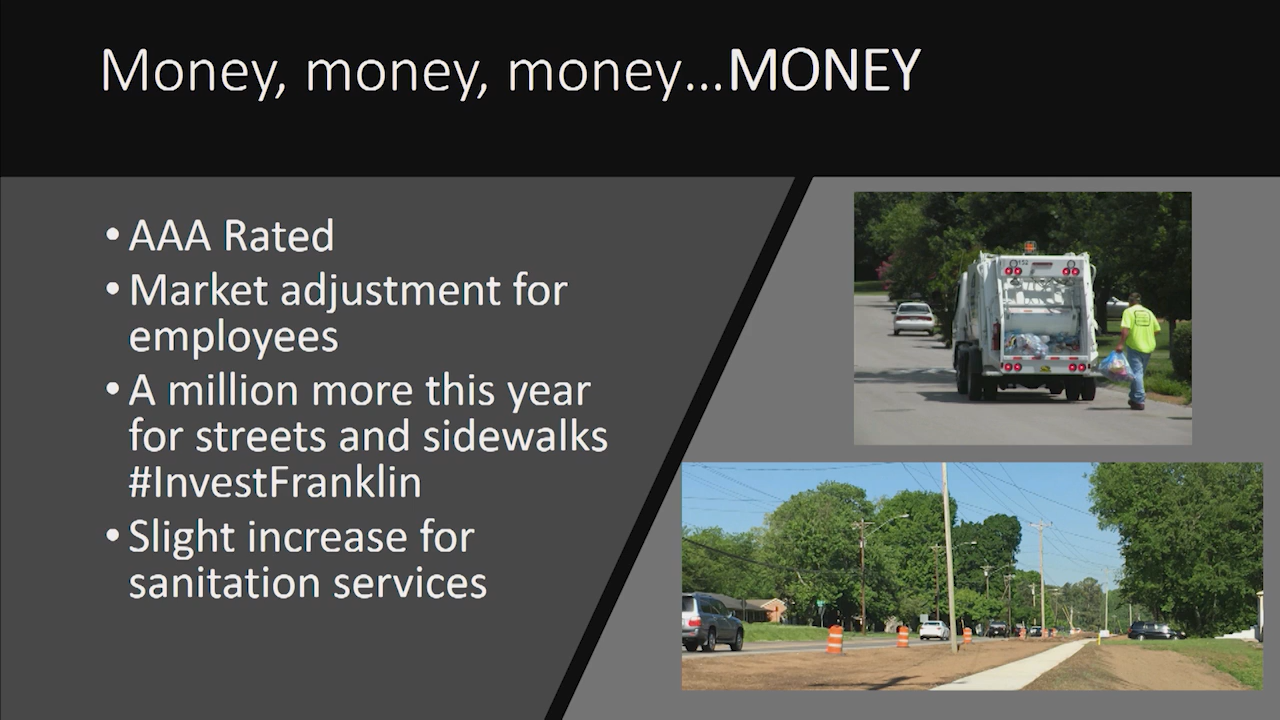 Money, money, money...MONEY
• AAA Rated
• Market adjustment for
employees
• A million more this year
for streets and sidewalks
#InvestFranklin
• Slight increase for
sanitation services